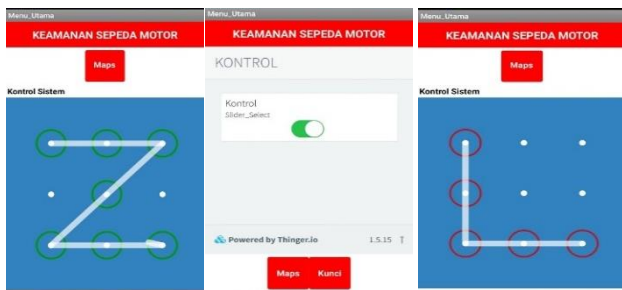 Menu_Utama
KEAMANAN SEPEDA MOTOR
Maps
Kontrol Sistem
Menu_Utama
KEAMANAN SEPEDA MOTOR
KONTROL
Kontrol
Slider_Select
Powered by Thinger.io 1.5.15
Maps Kunci
Menu_Utama
KEAMANAN SEPEDA MOTOR
Maps
Kontrol Sistem